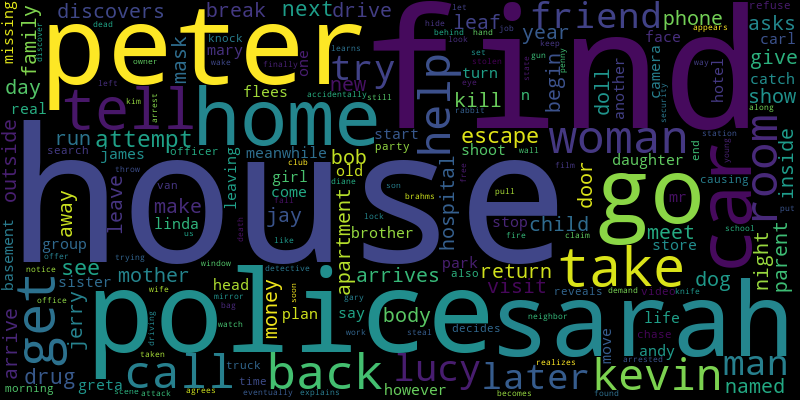 missing
family
discovers
break
next
drive
leaf
friend
phone
refuse
asks
dead
peter
mask
knock
mary
hide
let
behind
hand
job
keep
look
year
face
carl
owner
wake
finally
one
try
find
set
appears
gun
penny
give
day
flees
new
stolen
eye
turn
begin
doll
another
camera
hotel
way
catch
show
real
left
tell
home
kim
arrest
accidentally
still
help
kill
n
rabbit
state
security
along
outside
run
attempt
start
party
escape
woman
car
room
station
young
search
james
officer
meanwhile
bob
old
shoot
wall
daughter
end
inside
throw
leaving
club
girl
diane
film
door
causing
house
away
leave
van
make
come
son
brahms
pull
go
mr
school
put
basement
group
linda
us
fail
jay
lock
hospital
free
stop
child
meet
store
night
parent
offer
death
like
apartment
brother
fire
claim
see
sister
trying
mother
window
detective
park
take
dog
notice
get
police
wife
head
mirror
bag
money
soon
arrives
also
return
visit
reveals
demand
video
knife
arrive
office
jerry
driving
watch
plan
gary
say
body
decides
sarah
neighbor
move
life
chase
andy
drug
taken
call
truck
back
work
steal
lucy
later
realizes
kevin
arrested
man
morning
greta
scene
attack
agrees
time
eventually
explains
however
becomes
found
named